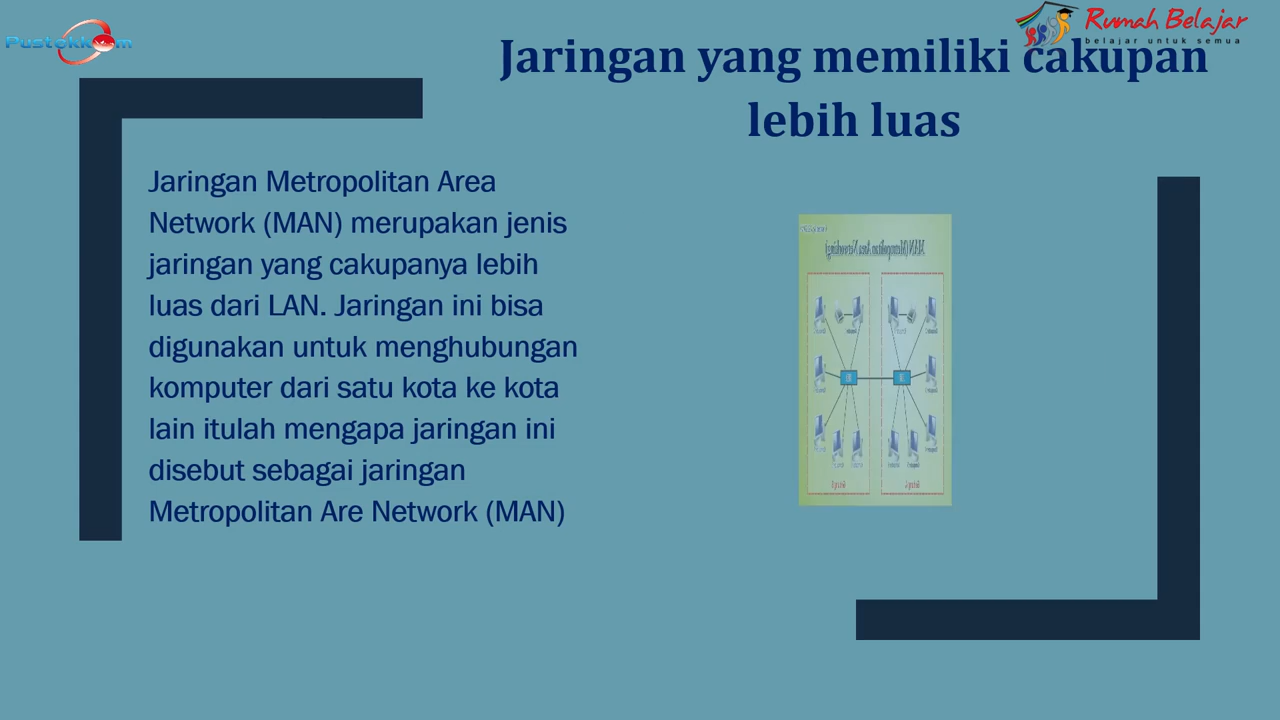 Pustekkom
Rumah Belajar
belajar untuk semua
Jaringan yang memiliki cakupan
lebih luas
Jaringan Metropolitan Area
Network (MAN) merupakan jenis
jaringan yang cakupanya lebih
luas dari LAN. Jaringan ini bisa
digunakan untuk menghubungan
komputer dari satu kota ke kota
lain itulah mengapa jaringan ini
disebut sebagai jaringan
Metropolitan Are Network (MAN)